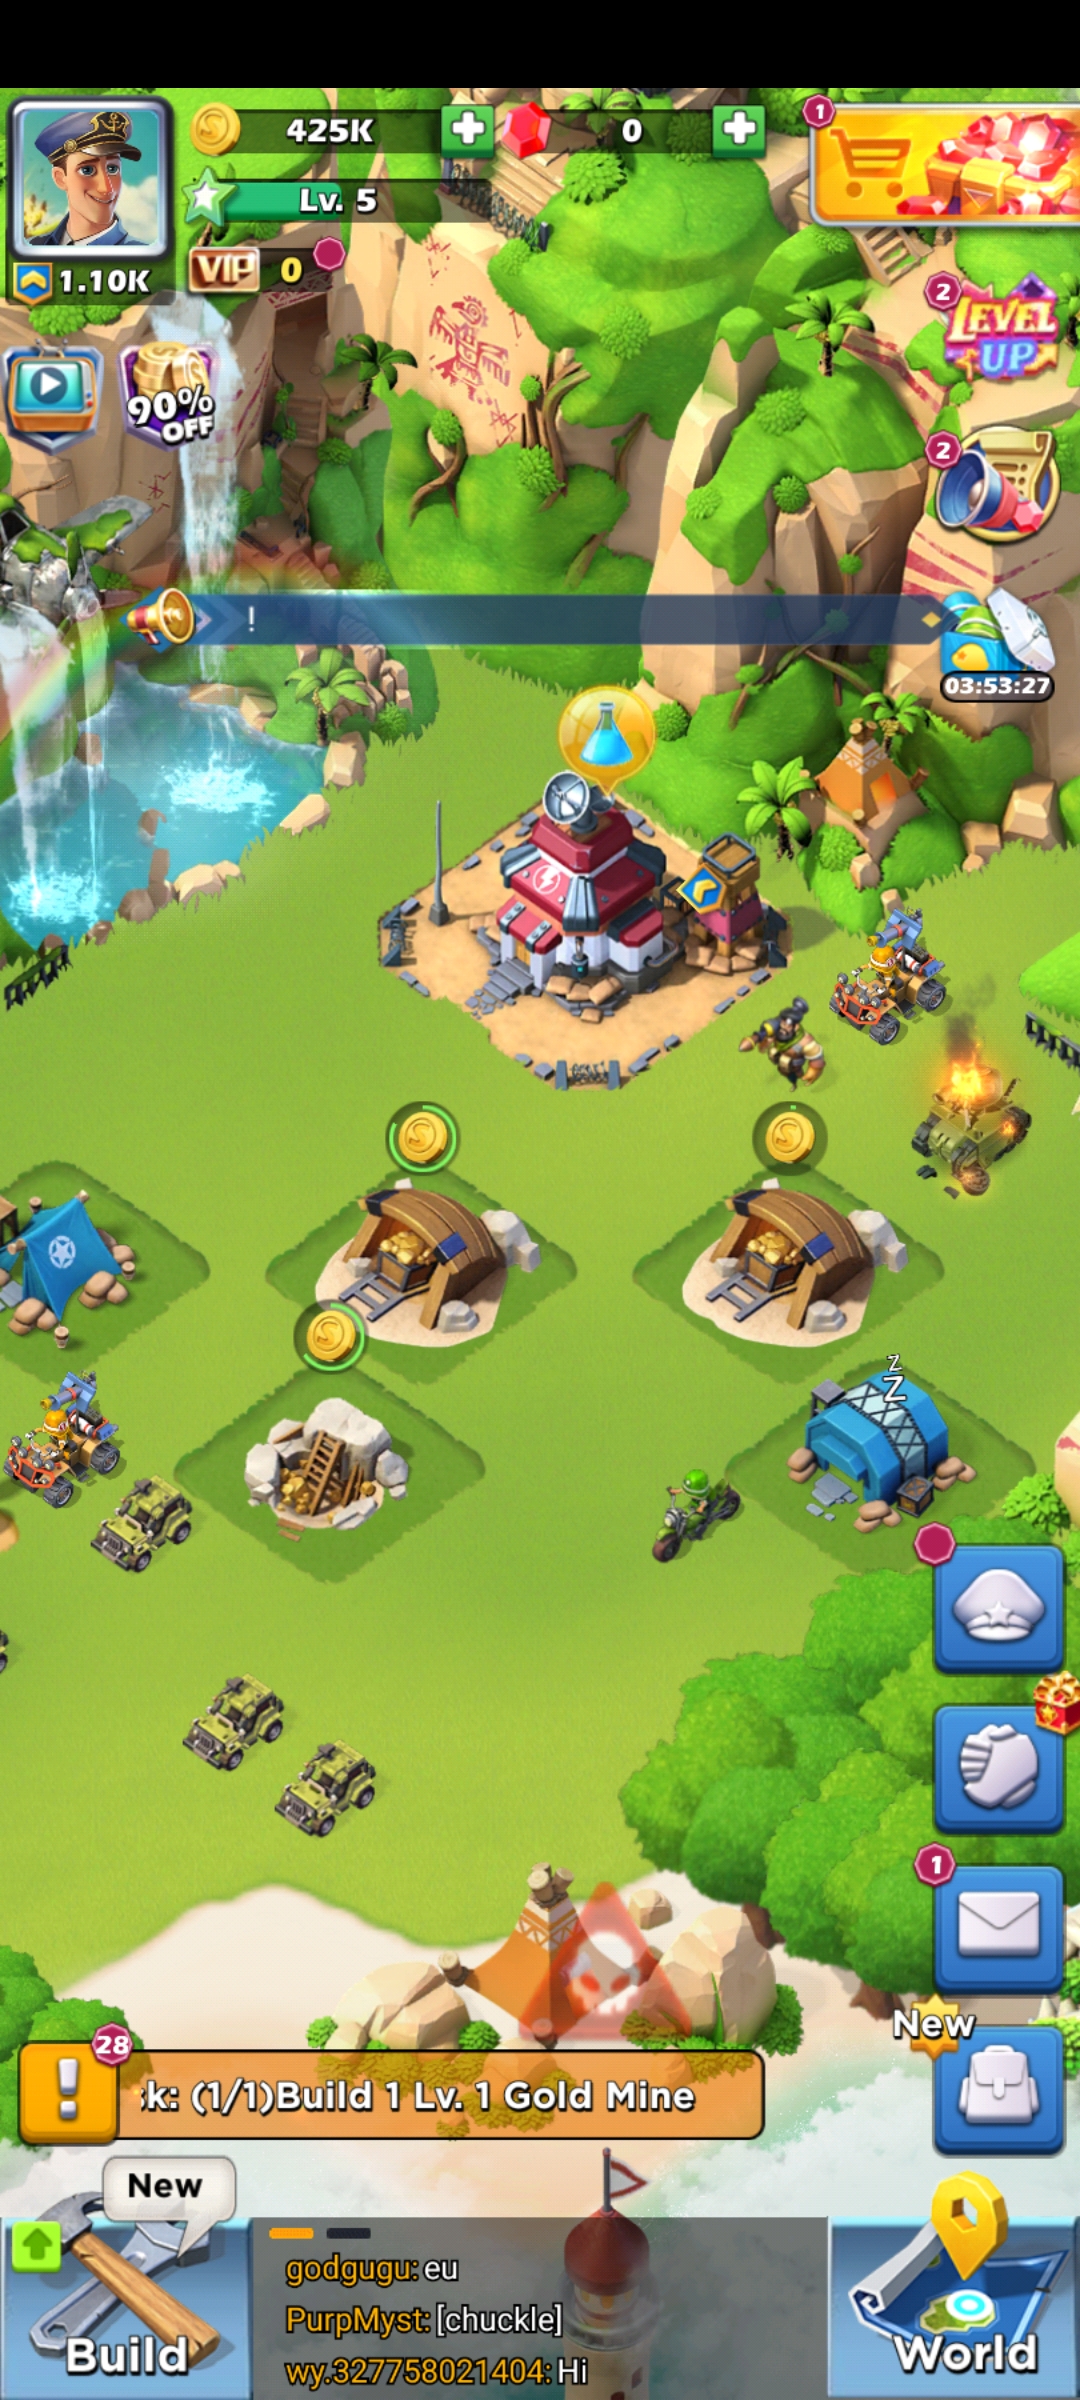 425K
0
1
Lv. 5
VIP 0
1.10K
2
LEVEL UP
90% OFF
2
!
03:53:27
Z
Z
1
New
28
sk: (1/1)Build 1 Lv. 1 Gold Mine
New
godgugu: eu
PurpMyst: [chuckle]
wy.327758021404: Hi
Build
World